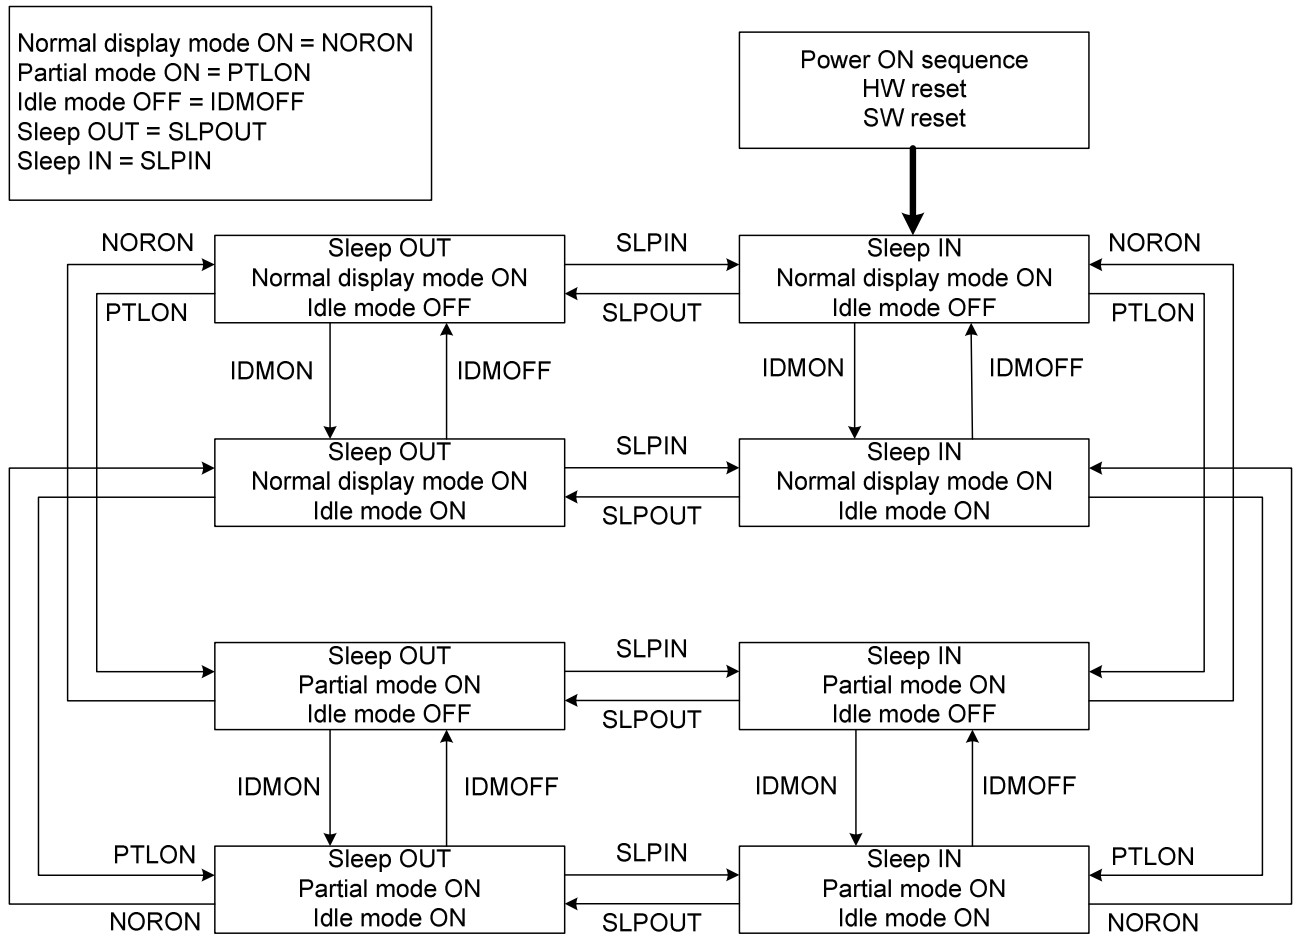 Normal display mode ON = NORON
Partial mode ON = PTLON
Idle mode OFF = IDMOFF
Sleep OUT = SLPOUT
Sleep IN = SLPIN
Power ON sequence
HW reset
SW reset
NORON
Sleep OUT
Normal display mode ON
Idle mode OFF
PTLON
SLPIN
SLPOUT
Sleep IN
Normal display mode ON
Idle mode OFF
NORON
PTLON
IDMON
IDMOFF
IDMON
IDMOFF
Sleep OUT
Normal display mode ON
Idle mode ON
SLPIN
SLPOUT
Sleep IN
Normal display mode ON
Idle mode ON
Sleep OUT
Partial mode ON
Idle mode OFF
SLPIN
SLPOUT
Sleep IN
Partial mode ON
Idle mode OFF
IDMON
IDMOFF
IDMON
IDMOFF
PTLON
NORON
Sleep OUT
Partial mode ON
Idle mode ON
SLPIN
SLPOUT
Sleep IN
Partial mode ON
Idle mode ON
PTLON
NORON